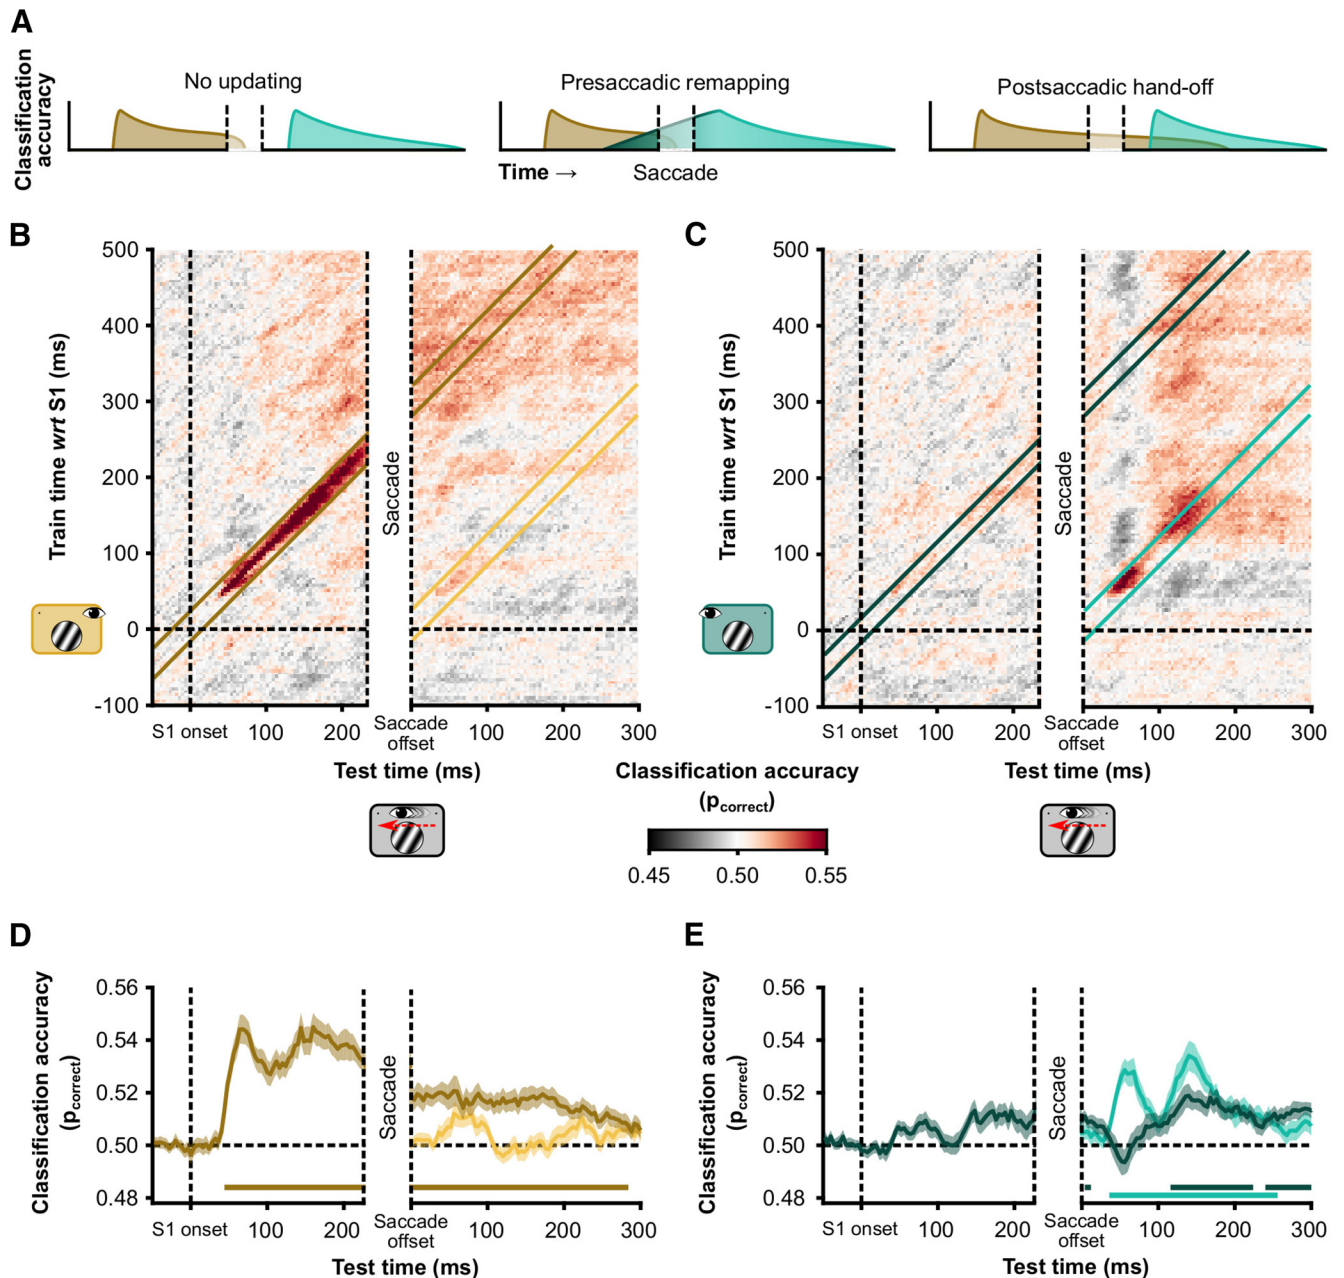 A
Classification
accuracy
No updating
Presaccadic remapping
Postsaccadic hand-off
Time →
Saccade
B
Train time wrt S1 (ms)
500
400
300
200
100
0
-100
Saccade
S1 onset
100
200
Saccade
offset
100
200
300
Test time (ms)
C
Train time wrt S1 (ms)
500
400
300
200
100
0
-100
Saccade
S1 onset
100
200
Saccade
offset
100
200
300
Test time (ms)
Classification accuracy
(pcorrect)
0.45
0.50
0.55
D
Classification accuracy
(pcorrect)
0.56
0.54
0.52
0.50
0.48
Saccade
S1 onset
100
200
Saccade
offset
100
200
300
Test time (ms)
E
Classification accuracy
(pcorrect)
0.56
0.54
0.52
0.50
0.48
Saccade
S1 onset
100
200
Saccade
offset
100
200
300
Test time (ms)